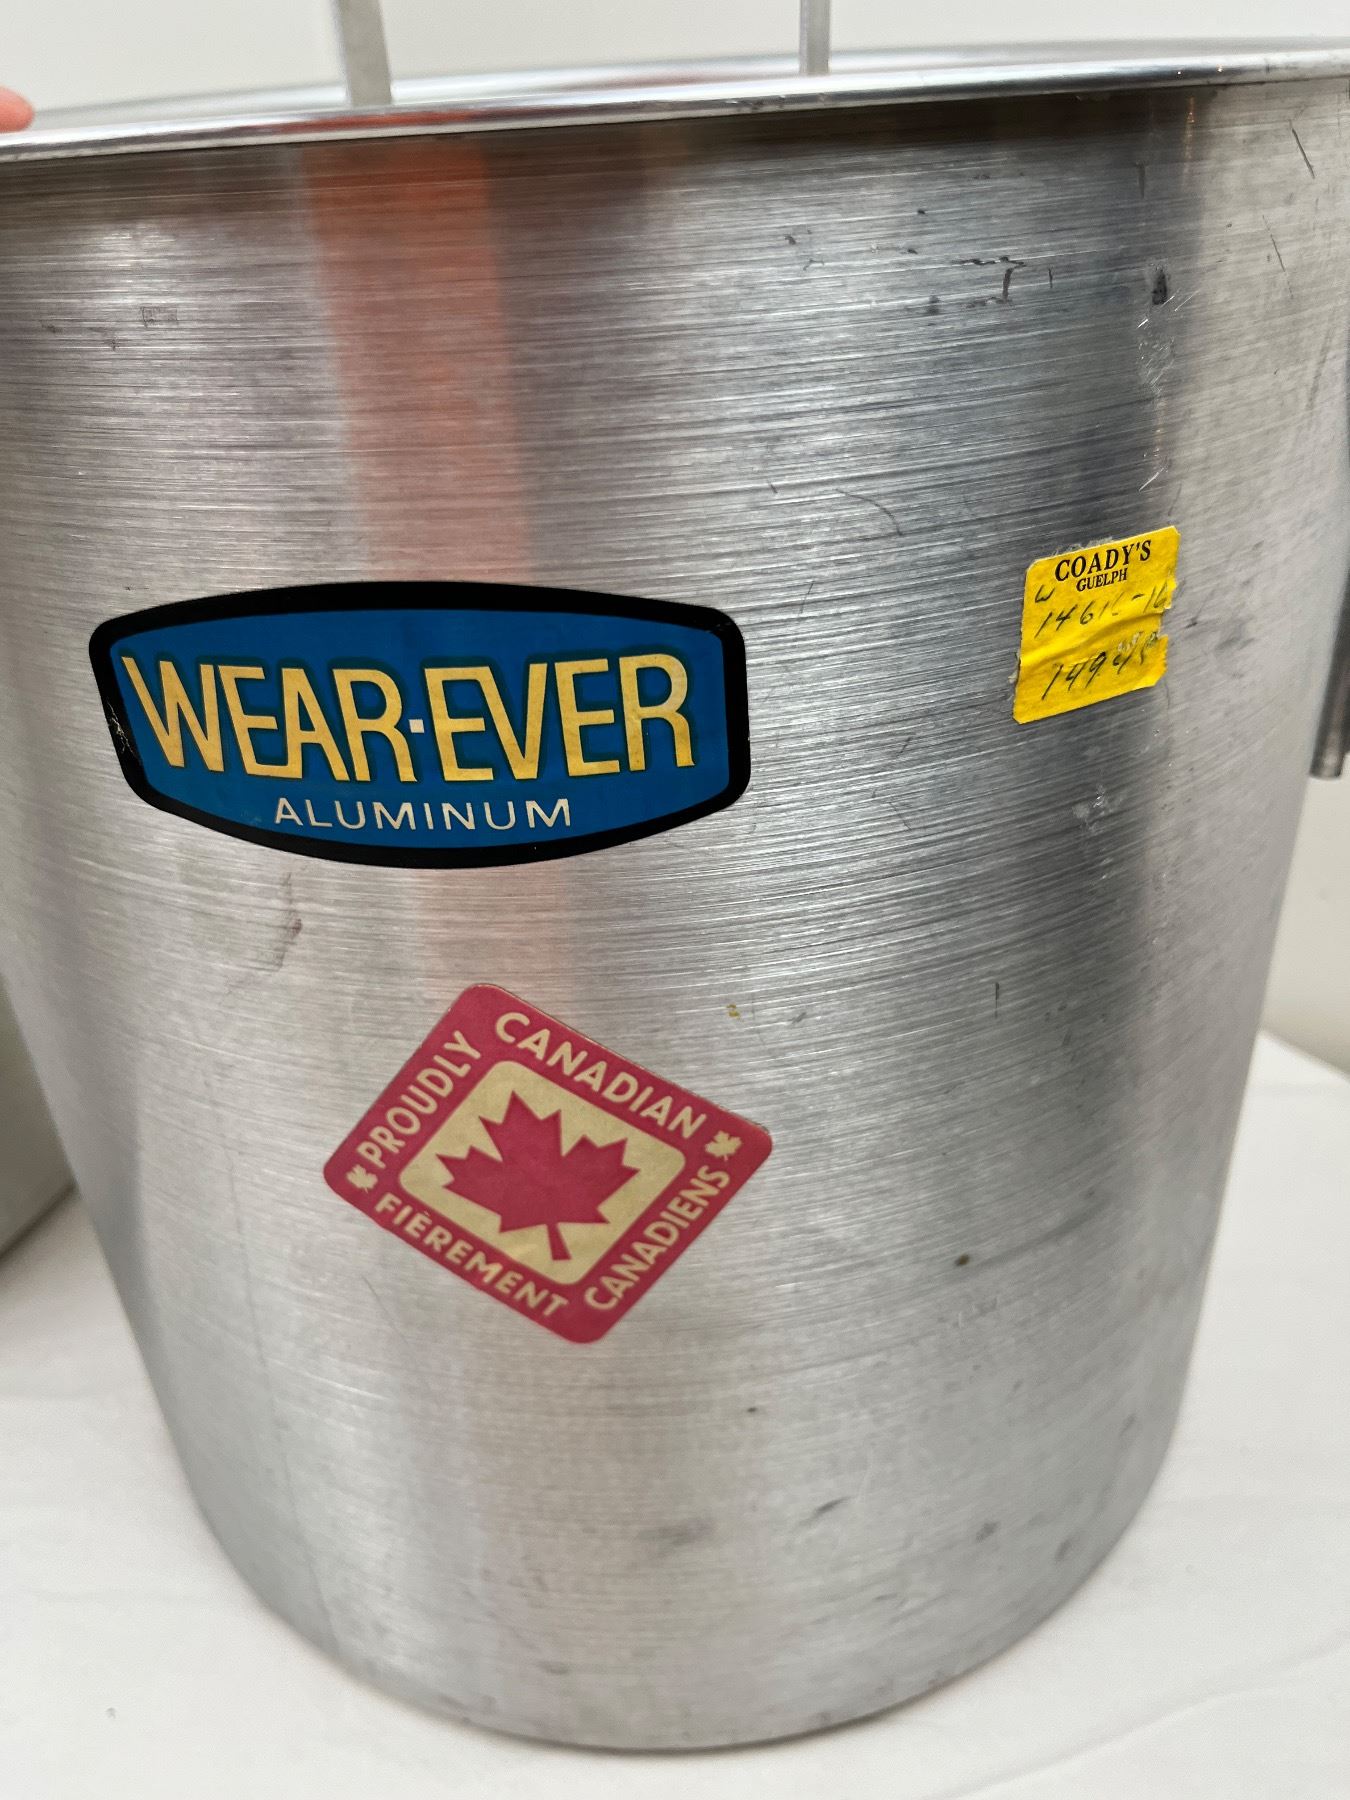 WEAR·EVER
ALUMINUM
COADY'S
GUELPH
W
PROUDLY CANADIAN
FIÈREMENT CANADIENS